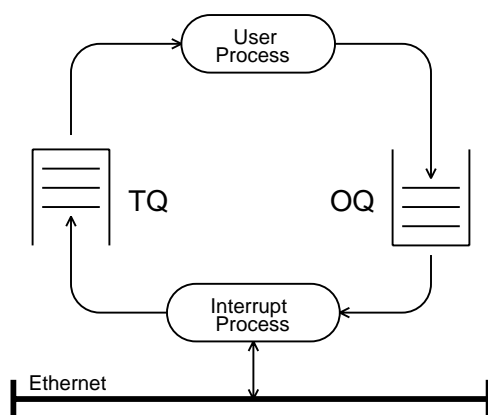 User
Process
TQ
OQ
Interrupt
Process
Ethernet